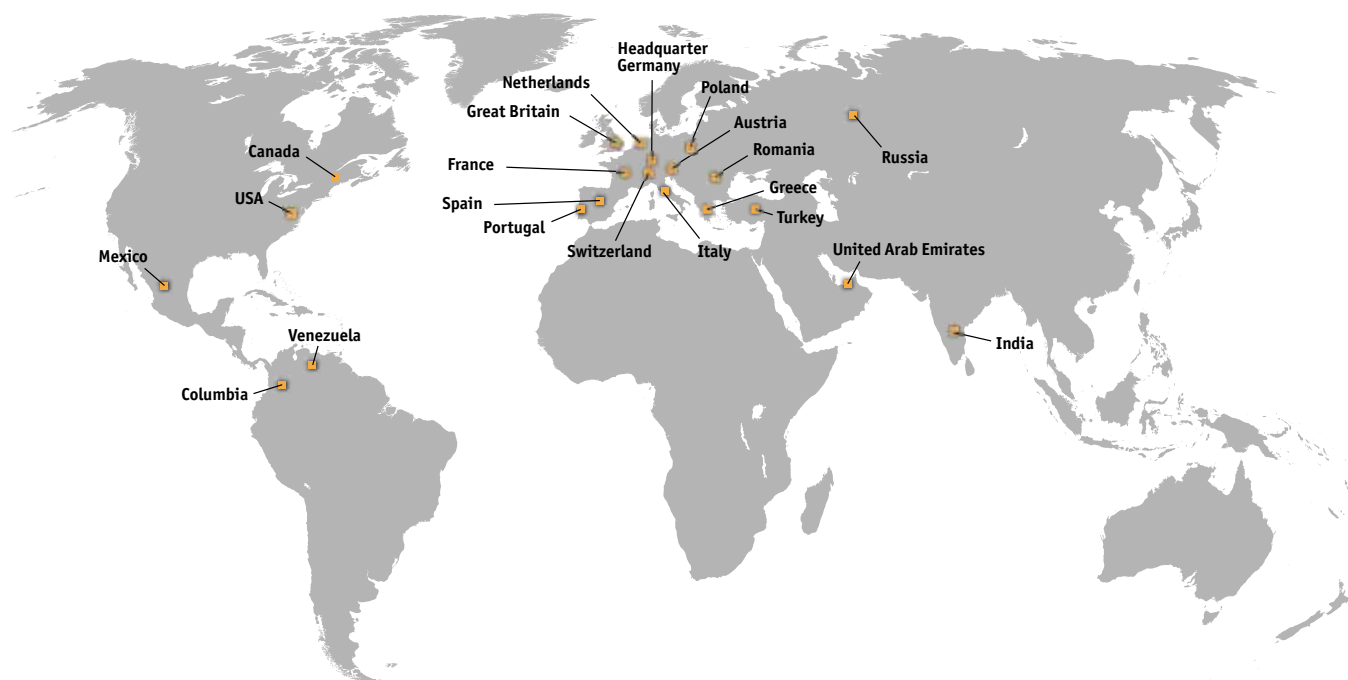 Headquarter
Germany
Netherlands
Poland
Great Britain
Austria
Canada
Romania
Russia
France
Greece
USA
Spain
Turkey
Portugal
Switzerland
Italy
United Arab Emirates
Mexico
Venezuela
India
Columbia